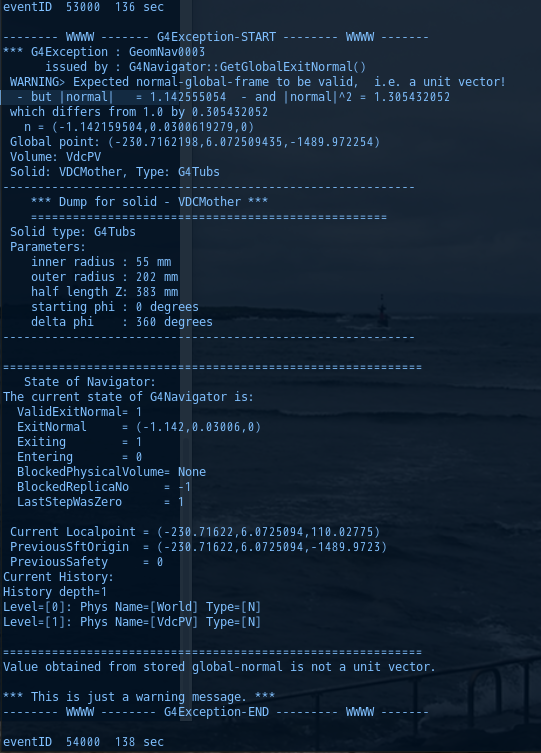 eventID  53000  136 sec
-------- WWWW ------- G4Exception-START -------- WWWW -------
*** G4Exception : GeomNav0003
      issued by : G4Navigator::GetGlobalExitNormal()
 WARNING> Expected normal-global-frame to be valid,  i.e. a unit vector!
  - but |normal|   = 1.142555054  - and |normal|^2 = 1.305432052
 which differs from 1.0 by 0.305432052
   n = (-1.142159504,0.0300619279,0)
 Global point: (-230.7162198,6.072509435,-1489.972254)
 Volume: VdcPV
 Solid: VDCMother, Type: G4Tubs
-----------------------------------------------------------
    *** Dump for solid - VDCMother ***
    ===================================================
 Solid type: G4Tubs
 Parameters:
    inner radius : 55 mm
    outer radius : 202 mm
    half length Z: 383 mm
    starting phi : 0 degrees
    delta phi    : 360 degrees
-----------------------------------------------------------
============================================================
   State of Navigator:
The current state of G4Navigator is:
  ValidExitNormal= 1
  ExitNormal     = (-1.142,0.03006,0)
  Exiting        = 1
  Entering       = 0
  BlockedPhysicalVolume= None
  BlockedReplicaNo     = -1
  LastStepWasZero      = 1
 Current Localpoint = (-230.71622,6.0725094,110.02775)
 PreviousSftOrigin  = (-230.71622,6.0725094,-1489.9723)
 PreviousSafety     = 0
Current History:
History depth=1
Level=[0]: Phys Name=[World] Type=[N]
Level=[1]: Phys Name=[VdcPV] Type=[N]
============================================================
Value obtained from stored global-normal is not a unit vector.
*** This is just a warning message. ***
-------- WWWW -------- G4Exception-END --------- WWWW -------
eventID  54000  138 sec